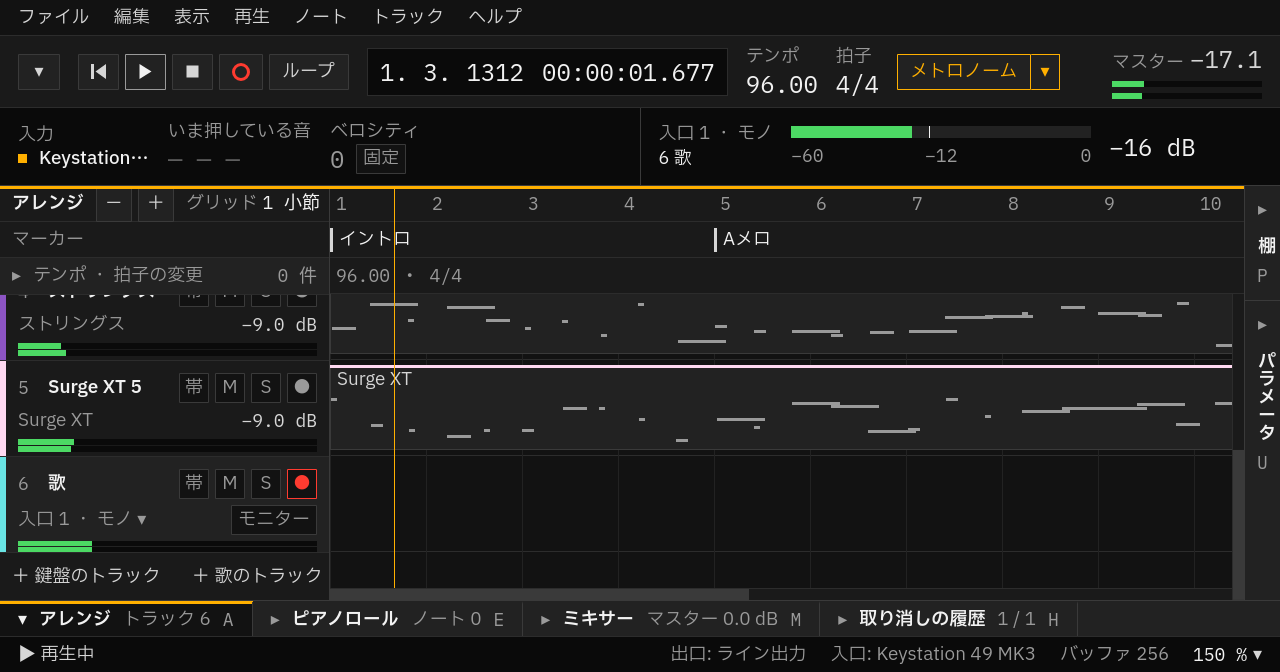 ファイル 編集 表示 再生 ノート トラック ヘルプ
▼ ループ 1. 3. 1312 00:00:01.677 テンポ 96.00 拍子 4/4 メトロノーム ▼ マスター −17.1
入力 いま押している音 ベロシティ 入口 1 · モノ
Keystation… — — — 0 固定 6 歌 −60 −12 0 −16 dB
アレンジ − + グリッド 1 小節 1 2 3 4 5 6 7 8 9 10
マーカー イントロ Aメロ
▶ テンポ · 拍子の変更 0 件 96.00 · 4/4
ストリングス −9.0 dB
5 Surge XT 5 帯 M S Surge XT
Surge XT −9.0 dB
6 歌 帯 M S
入口 1 · モノ ▼ モニター
+ 鍵盤のトラック + 歌のトラック
▶ 棚 P
▶ パラメータ U
▼ アレンジ トラック 6 A ▶ ピアノロール ノート 0 E ▶ ミキサー マスター 0.0 dB M ▶ 取り消しの履歴 1 / 1 H
▶ 再生中 出口: ライン出力 入口: Keystation 49 MK3 バッファ 256 150 % ▼